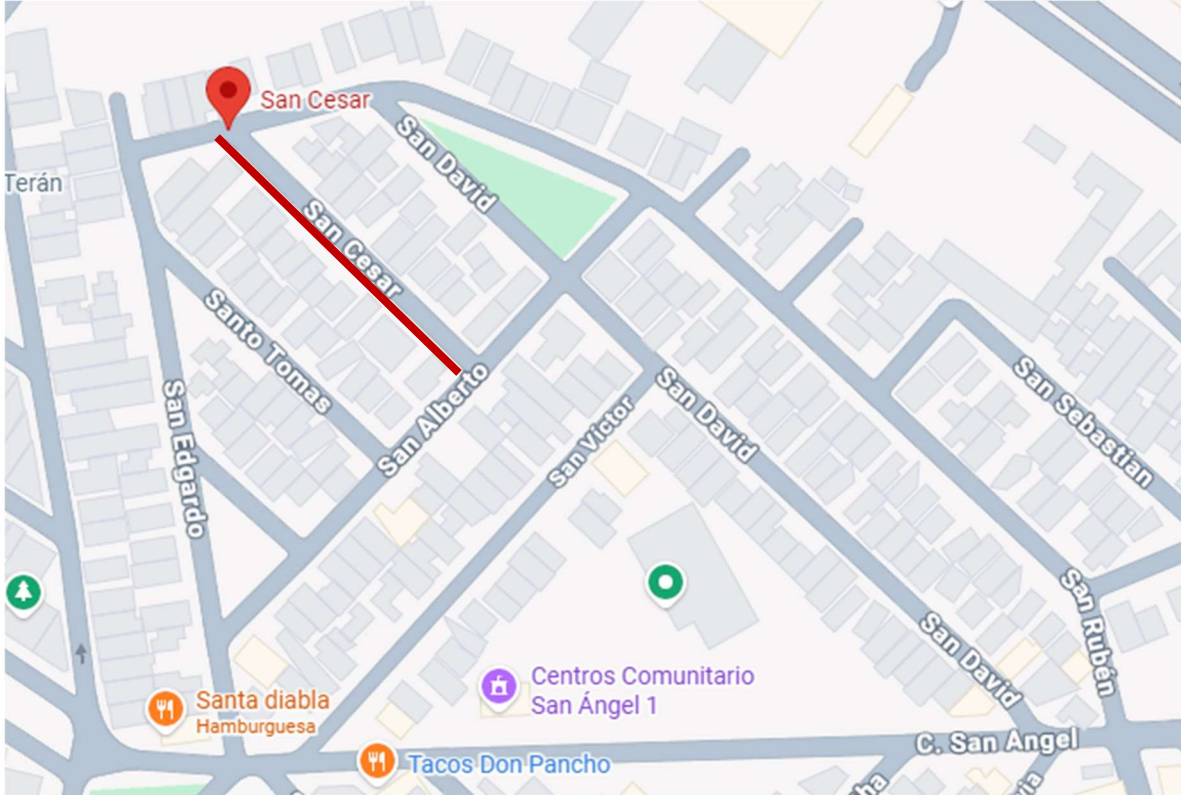 San Cesar
San David
Terán
San Cesar
Santo Tomas
San Alberto
San Edgardo
San Victor
San David
San Sebastian
San Rubén
San David
Centros Comunitario
San Ángel 1
Santa diabla
Hamburguesa
C. San Angel
Tacos Don Pancho